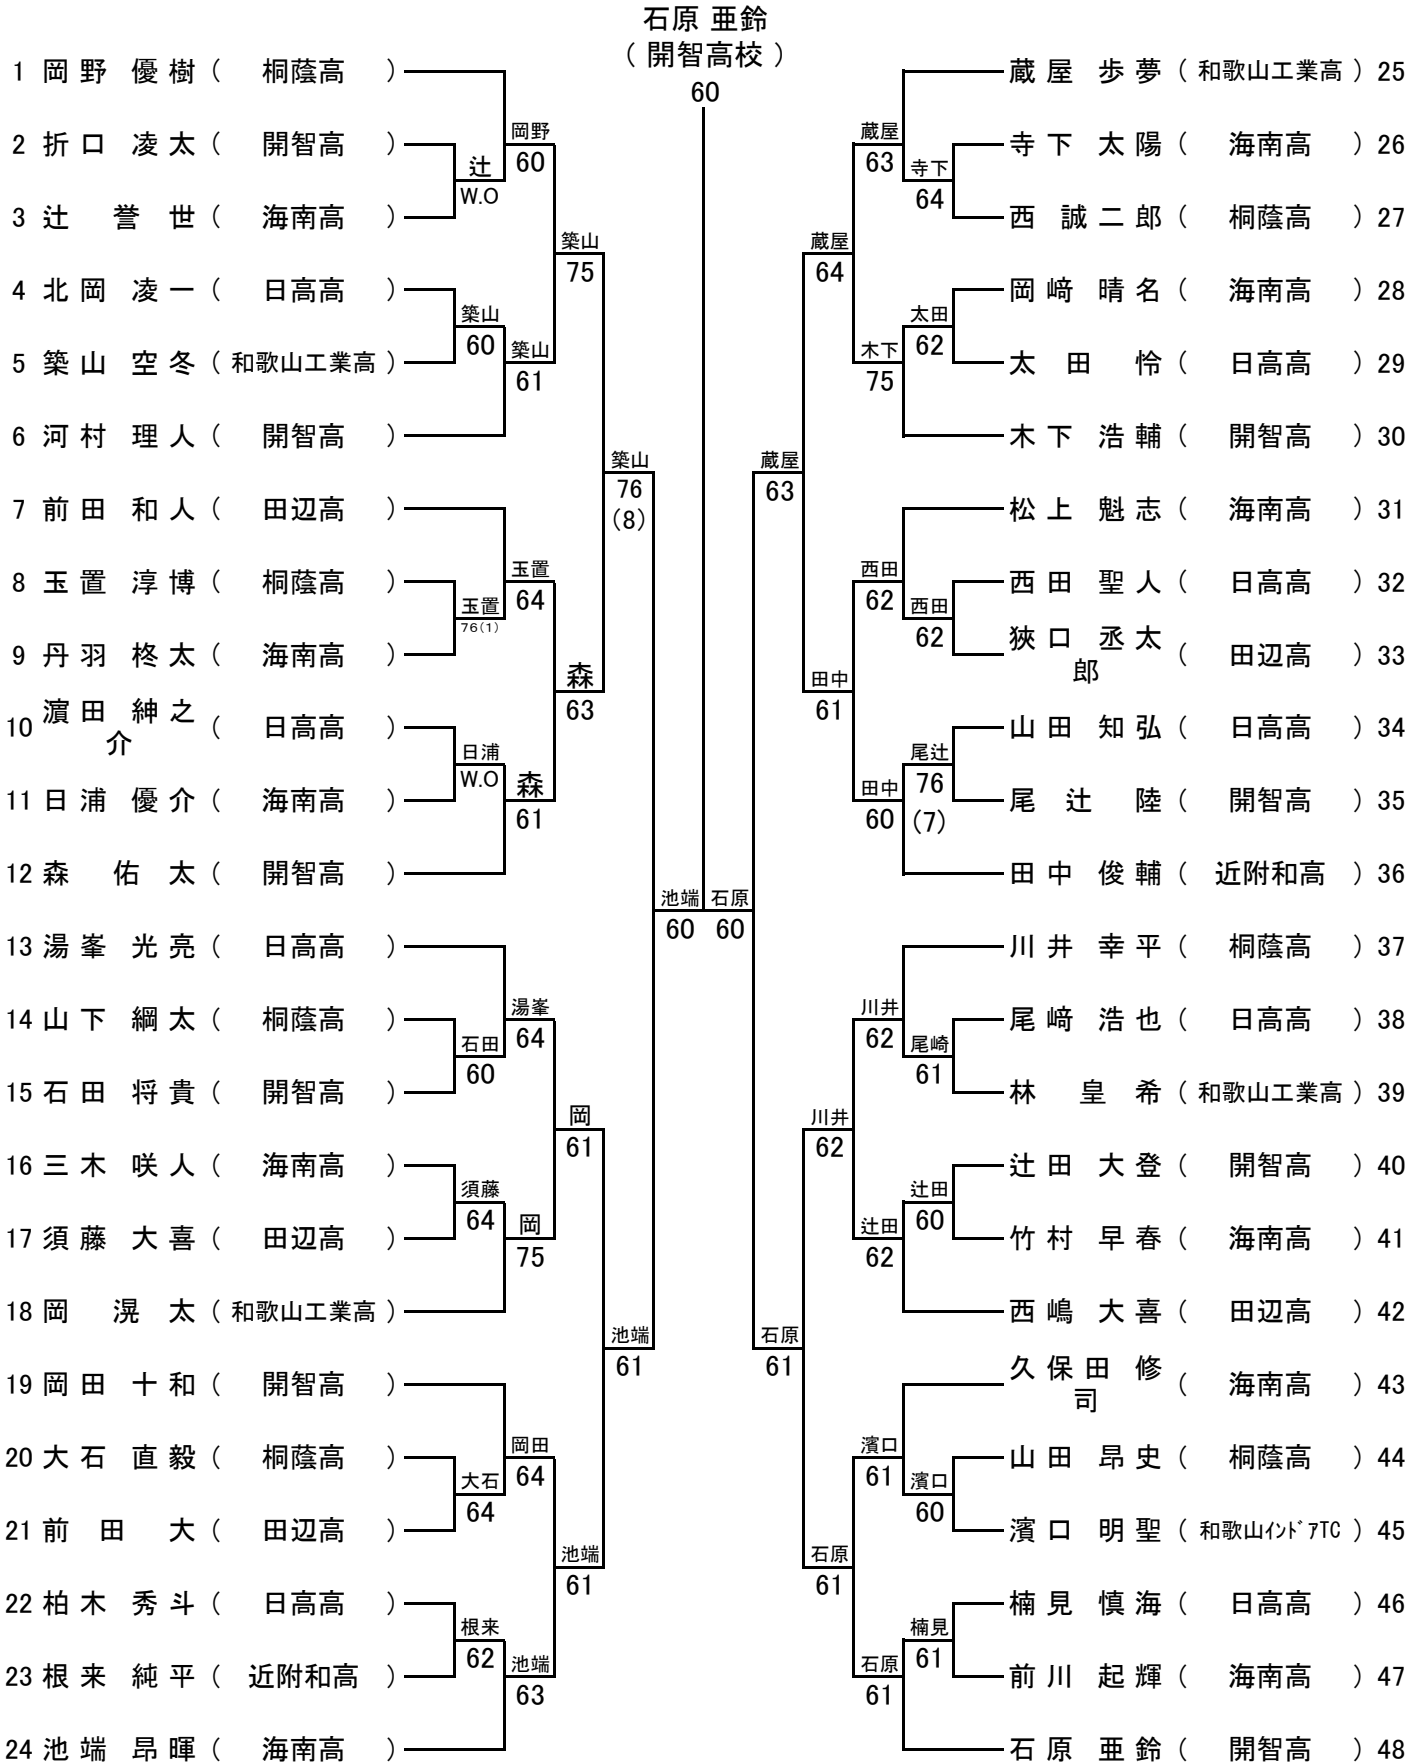 石原 亜鈴
( 開智高校 )
60
1 岡野 優樹 ( 桐蔭高 )
2 折口 凌太 ( 開智高 )
3 辻 誉世 ( 海南高 )
4 北岡 凌一 ( 日高高 )
5 築山 空冬 ( 和歌山工業高 )
6 河村 理人 ( 開智高 )
7 前田 和人 ( 田辺高 )
8 玉置 淳博 ( 桐蔭高 )
9 丹羽 柊太 ( 海南高 )
10 濵田 紳之介 ( 日高高 )
11 日浦 優介 ( 海南高 )
12 森 佑太 ( 開智高 )
13 湯峯 光亮 ( 日高高 )
14 山下 綱太 ( 桐蔭高 )
15 石田 将貴 ( 開智高 )
16 三木 咲人 ( 海南高 )
17 須藤 大喜 ( 田辺高 )
18 岡 滉太 ( 和歌山工業高 )
19 岡田 十和 ( 開智高 )
20 大石 直毅 ( 桐蔭高 )
21 前田 大 ( 田辺高 )
22 柏木 秀斗 ( 日高高 )
23 根来 純平 ( 近附和高 )
24 池端 昂暉 ( 海南高 )
辻
W.O
築山
60
玉置
76(1)
日浦
W.O
石田
60
須藤
64
大石
64
根来
62
岡野
60
築山
61
玉置
64
森
61
湯峯
64
岡
75
岡田
64
池端
63
築山
75
森
63
岡
61
池端
61
築山
76
(8)
池端
61
池端
60
石原
60
蔵屋
63
石原
61
蔵屋
64
田中
61
川井
62
石原
61
蔵屋
63
木下
75
西田
62
田中
60
川井
62
辻田
62
濱口
61
石原
61
寺下
64
太田
62
西田
62
尾辻
76
(7)
尾崎
61
辻田
60
濱口
60
楠見
61
蔵屋 歩夢 ( 和歌山工業高 ) 25
寺下 太陽 ( 海南高 ) 26
西 誠二郎 ( 桐蔭高 ) 27
岡﨑 晴名 ( 海南高 ) 28
太田 怜 ( 日高高 ) 29
木下 浩輔 ( 開智高 ) 30
松上 魁志 ( 海南高 ) 31
西田 聖人 ( 日高高 ) 32
狹口 丞太郎 ( 田辺高 ) 33
山田 知弘 ( 日高高 ) 34
尾辻 陸 ( 開智高 ) 35
田中 俊輔 ( 近附和高 ) 36
川井 幸平 ( 桐蔭高 ) 37
尾﨑 浩也 ( 日高高 ) 38
林 皇希 ( 和歌山工業高 ) 39
辻田 大登 ( 開智高 ) 40
竹村 早春 ( 海南高 ) 41
西嶋 大喜 ( 田辺高 ) 42
久保田 修司 ( 海南高 ) 43
山田 昂史 ( 桐蔭高 ) 44
濱口 明聖 ( 和歌山ｲﾝﾄﾞｱTC ) 45
楠見 慎海 ( 日高高 ) 46
前川 起輝 ( 海南高 ) 47
石原 亜鈴 ( 開智高 ) 48